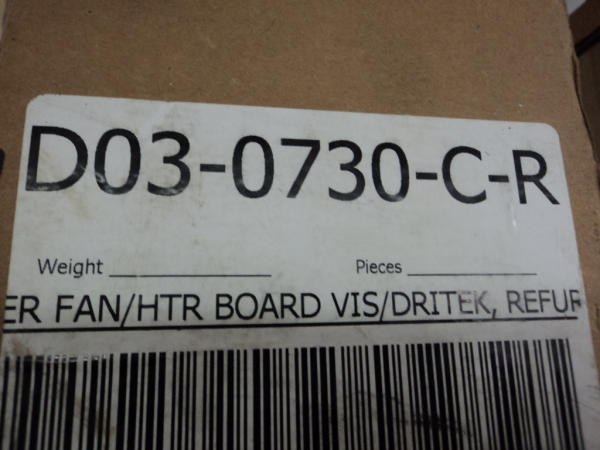 D03-0730-C-R
Weight Pieces
ER FAN/HTR BOARD VIS/DRITEK, REFUR